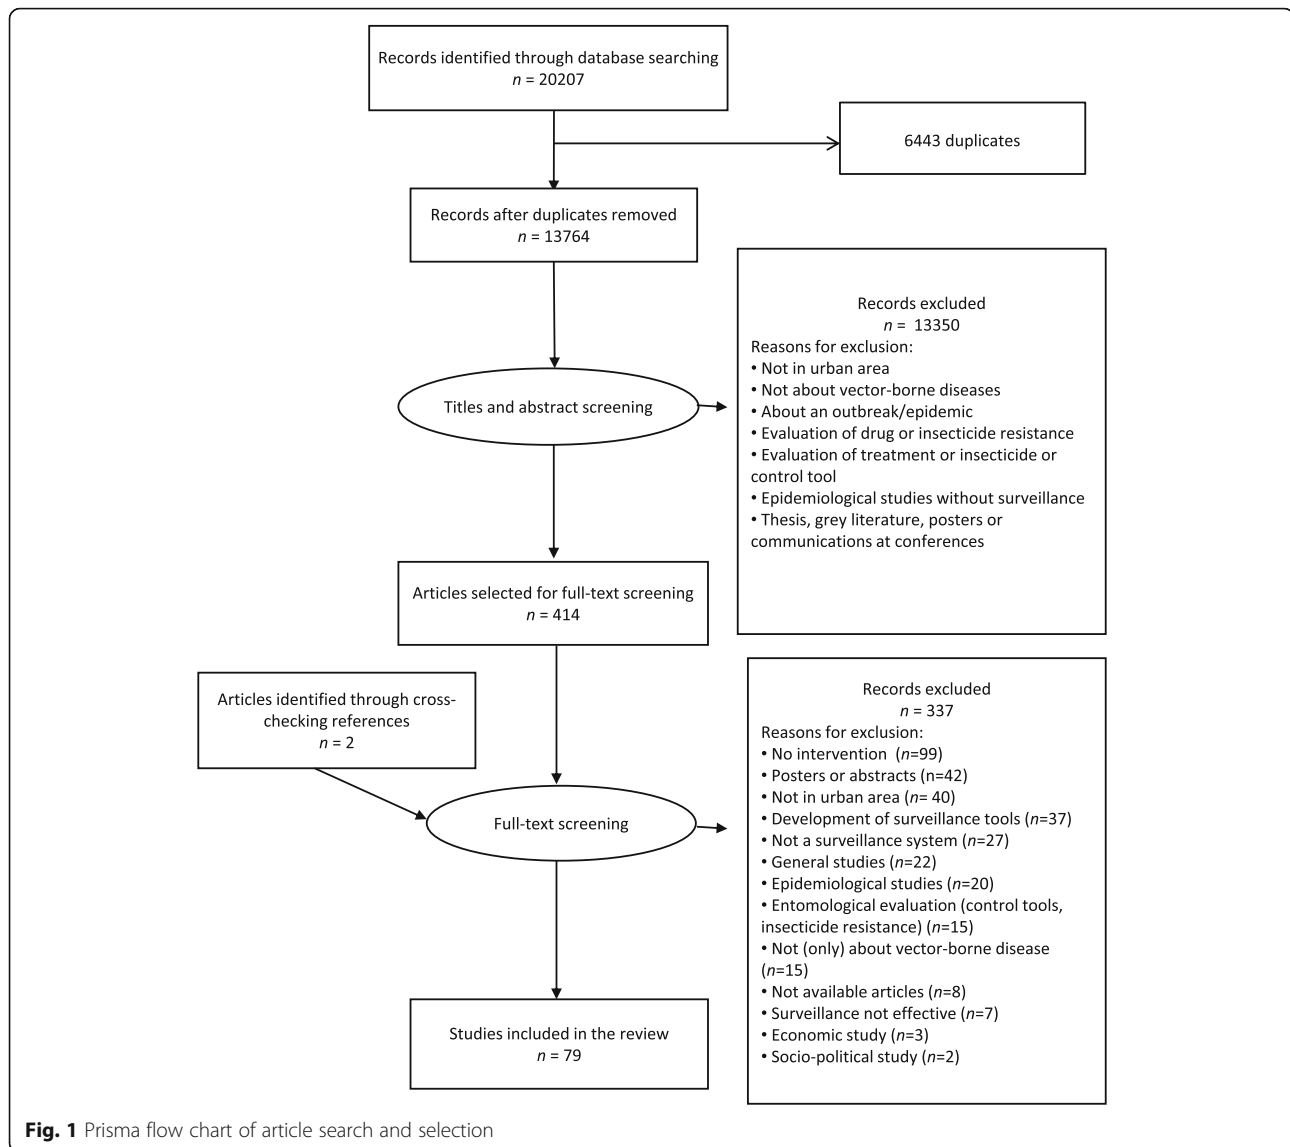 Records identified through database searching
n = 20207
6443 duplicates
Records after duplicates removed
n = 13764
Records excluded
n = 13350
Reasons for exclusion:
• Not in urban area
• Not about vector-borne diseases
• About an outbreak/epidemic
• Evaluation of drug or insecticide resistance
• Evaluation of treatment or insecticide or
control tool
• Epidemiological studies without surveillance
• Thesis, grey literature, posters or
communications at conferences
Titles and abstract screening
Articles selected for full-text screening
n = 414
Articles identified through cross-
checking references
n = 2
Records excluded
n = 337
Reasons for exclusion:
• No intervention (n=99)
• Posters or abstracts (n=42)
• Not in urban area (n= 40)
• Development of surveillance tools (n=37)
• Not a surveillance system (n=27)
• General studies (n=22)
• Epidemiological studies (n=20)
• Entomological evaluation (control tools,
insecticide resistance) (n=15)
• Not (only) about vector-borne disease
(n=15)
• Not available articles (n=8)
• Surveillance not effective (n=7)
• Economic study (n=3)
• Socio-political study (n=2)
Full-text screening
Studies included in the review
n = 79
Fig. 1 Prisma flow chart of article search and selection